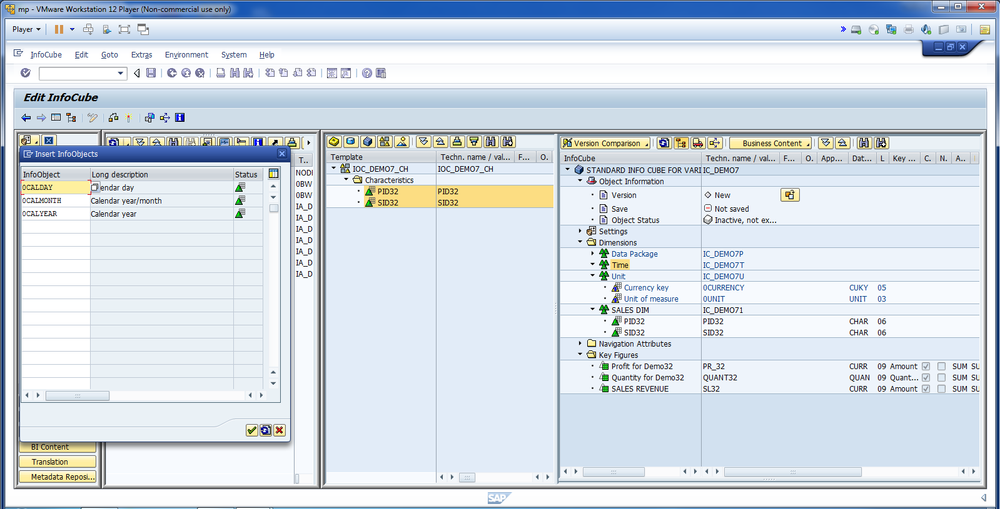 mp - VMware Workstation 12 Player (Non-commercial use only)
Player
InfoCube Edit Goto Extras Environment System Help
Edit InfoCube
Insert InfoObjects
InfoObject Long description Status
0CALDAY endar day
0CALMONTH Calendar year/month
0CALYEAR Calendar year
BI Content
Translation
Metadata Reposi...
T..
NODE
0BW
0BW
IA_D
IA_D
IA_D
IA_D
IA_D
IA_D
IA_D
Template Techn. name / val... F... O.
IOC_DEMO7_CH IOC_DEMO7_CH
Characteristics
PID32 PID32
SID32 SID32
Version Comparison Business Content
InfoCube Techn. name / val... F... O. App... Dat... L Key ... C. N. A..
STANDARD INFO CUBE FOR VARI IC_DEMO7
Object Information
Version New
Save Not saved
Object Status Inactive, not ex...
Settings
Dimensions
Data Package IC_DEMO7P
Time IC_DEMO7T
Unit IC_DEMO7U
Currency key 0CURRENCY CUKY 05
Unit of measure 0UNIT UNIT 03
SALES DIM IC_DEMO71
PID32 PID32 CHAR 06
SID32 SID32 CHAR 06
Navigation Attributes
Key Figures
Profit for Demo32 PR_32 CURR 09 Amount SUM SU
Quantity for Demo32 QUANT32 QUAN 09 Quant... SUM SU
SALES REVENUE SL32 CURR 09 Amount SUM SU
SAP